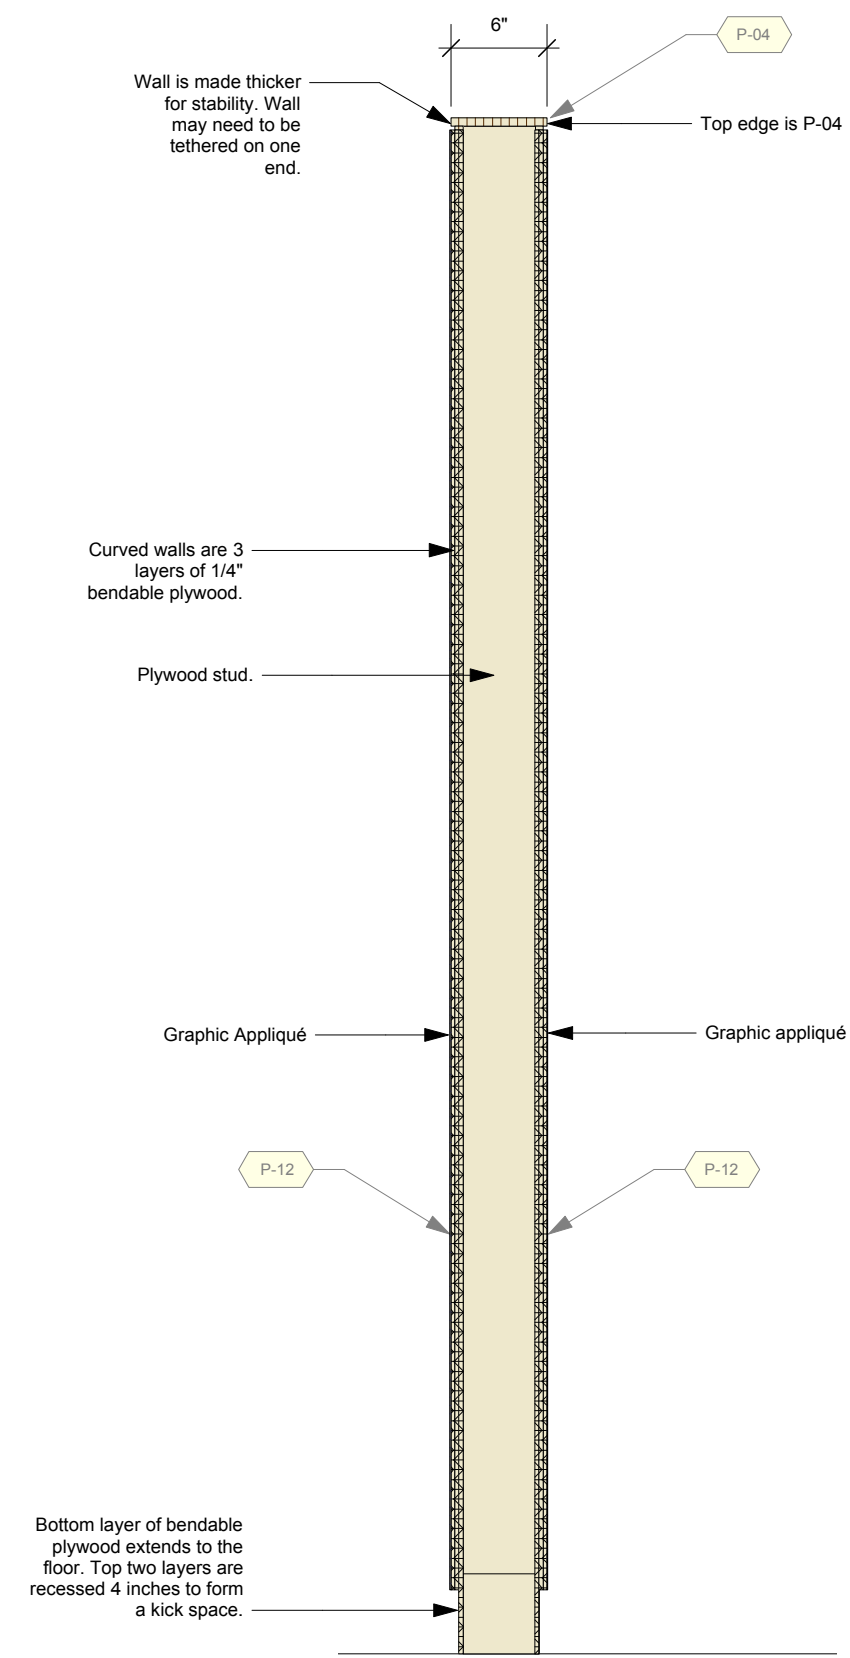 6"
P-04
Wall is made thicker
for stability. Wall
may need to be
tethered on one
end.
Top edge is P-04
Curved walls are 3
layers of 1/4"
bendable plywood.
Plywood stud.
Graphic Appliqué
Graphic appliqué
P-12
P-12
Bottom layer of bendable
plywood extends to the
floor. Top two layers are
recessed 4 inches to form
a kick space.